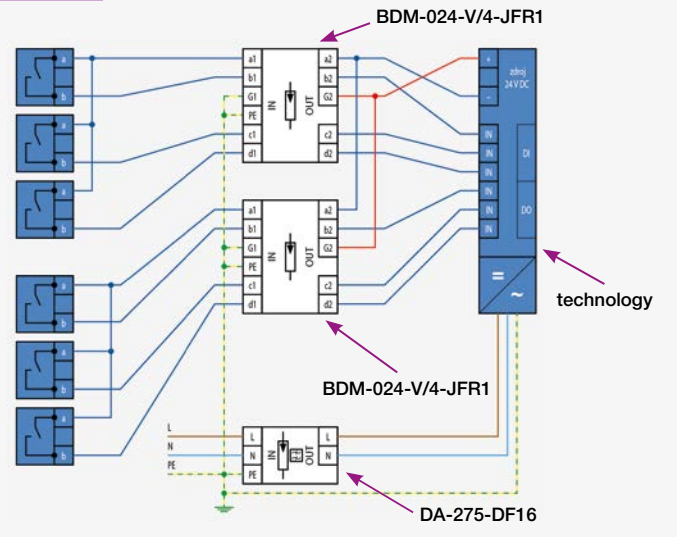 BDM-024-V/4-JFR1
a
b
a
b
a
b
a1
b1
G1
PE
c1
d1
IN
OUT
a2
b2
G2
c2
d2
+
zdroj
24 V DC
–
IN
IN
IN
IN
IN
IN
DI
DO
=
~
technology
a
b
a
b
a
b
a1
b1
G1
PE
c1
d1
IN
OUT
a2
b2
G2
c2
d2
BDM-024-V/4-JFR1
L
N
PE
L
N
PE
IN
OUT
L
N
DA-275-DF16